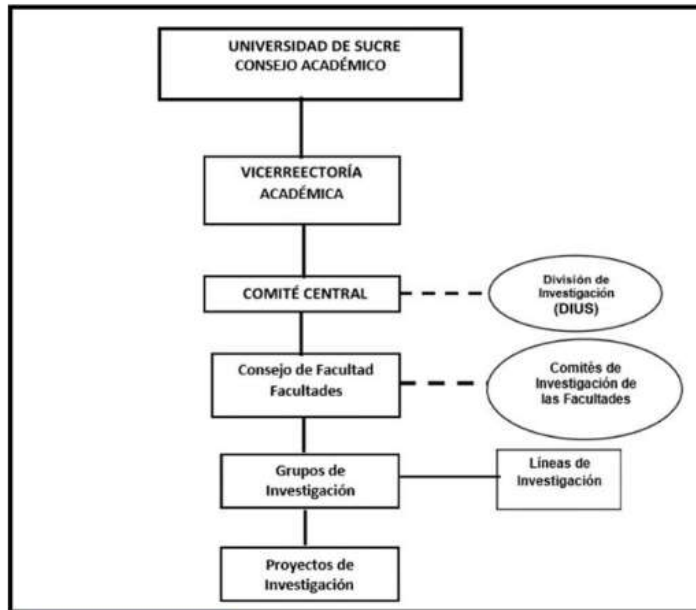 UNIVERSIDAD DE SUCRE
CONSEJO ACADÉMICO
VICERREECTORÍA
ACADÉMICA
COMITÉ CENTRAL
División de
Investigación
(DIUS)
Consejo de Facultad
Facultades
Comitès de
Investigación de
las Facultades
Grupos de
Investigación
Líneas de
Investigación
Proyectos de
Investigación